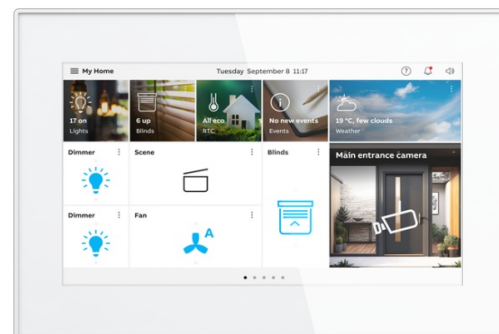 My Home
Tuesday September 8 11:17
17 on
Lights
6 up
Blinds
All eco
RTC
No new events
Events
19 °C, few clouds
Weather
Dimmer
Scene
Blinds
Main entrance camera
Dimmer
Fan
A